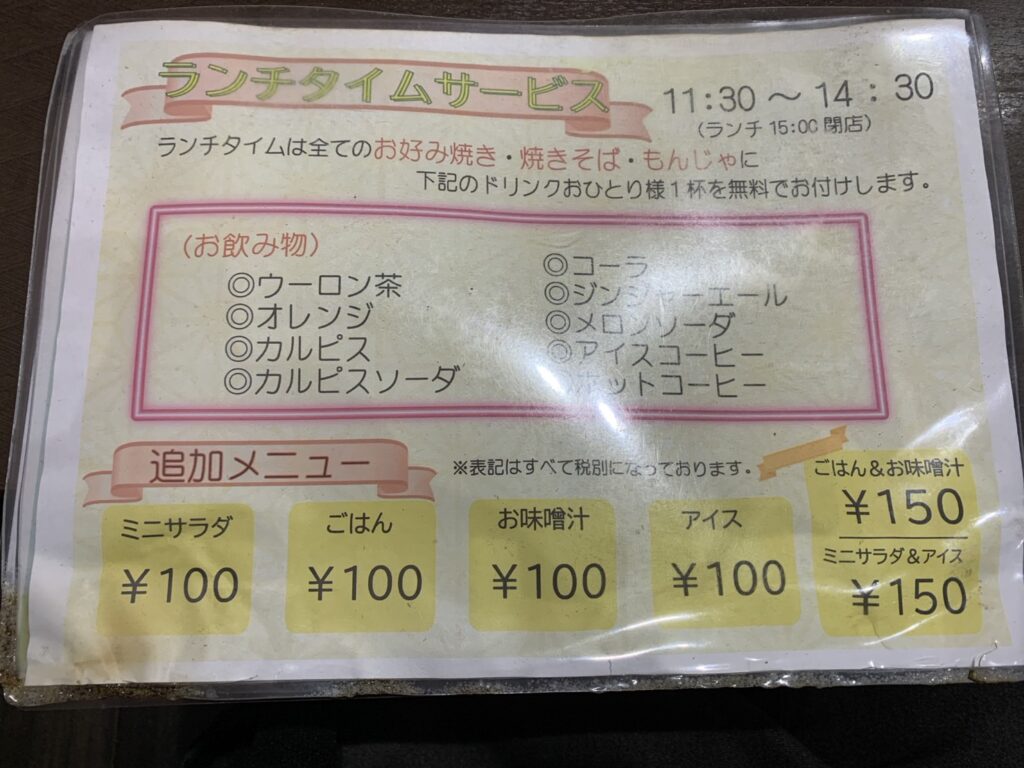 ランチタイムサービス
11:30 〜 14:30
(ランチ 15:00 閉店)
ランチタイムは全てのお好み焼き・焼きそば・もんじゃに
下記のドリンクおひとり様1杯を無料でお付けします。
(お飲み物)
◎ウーロン茶
◎オレンジ
◎カルピス
◎カルピスソーダ
◎コーラ
◎ジンジャーエール
◎メロンソーダ
◎アイスコーヒー
◎ホットコーヒー
追加メニュー
※表記はすべて税別になっております。
ミニサラダ
¥100
ごはん
¥100
お味噌汁
¥100
アイス
¥100
ごはん&お味噌汁
¥150
ミニサラダ&アイス
¥150